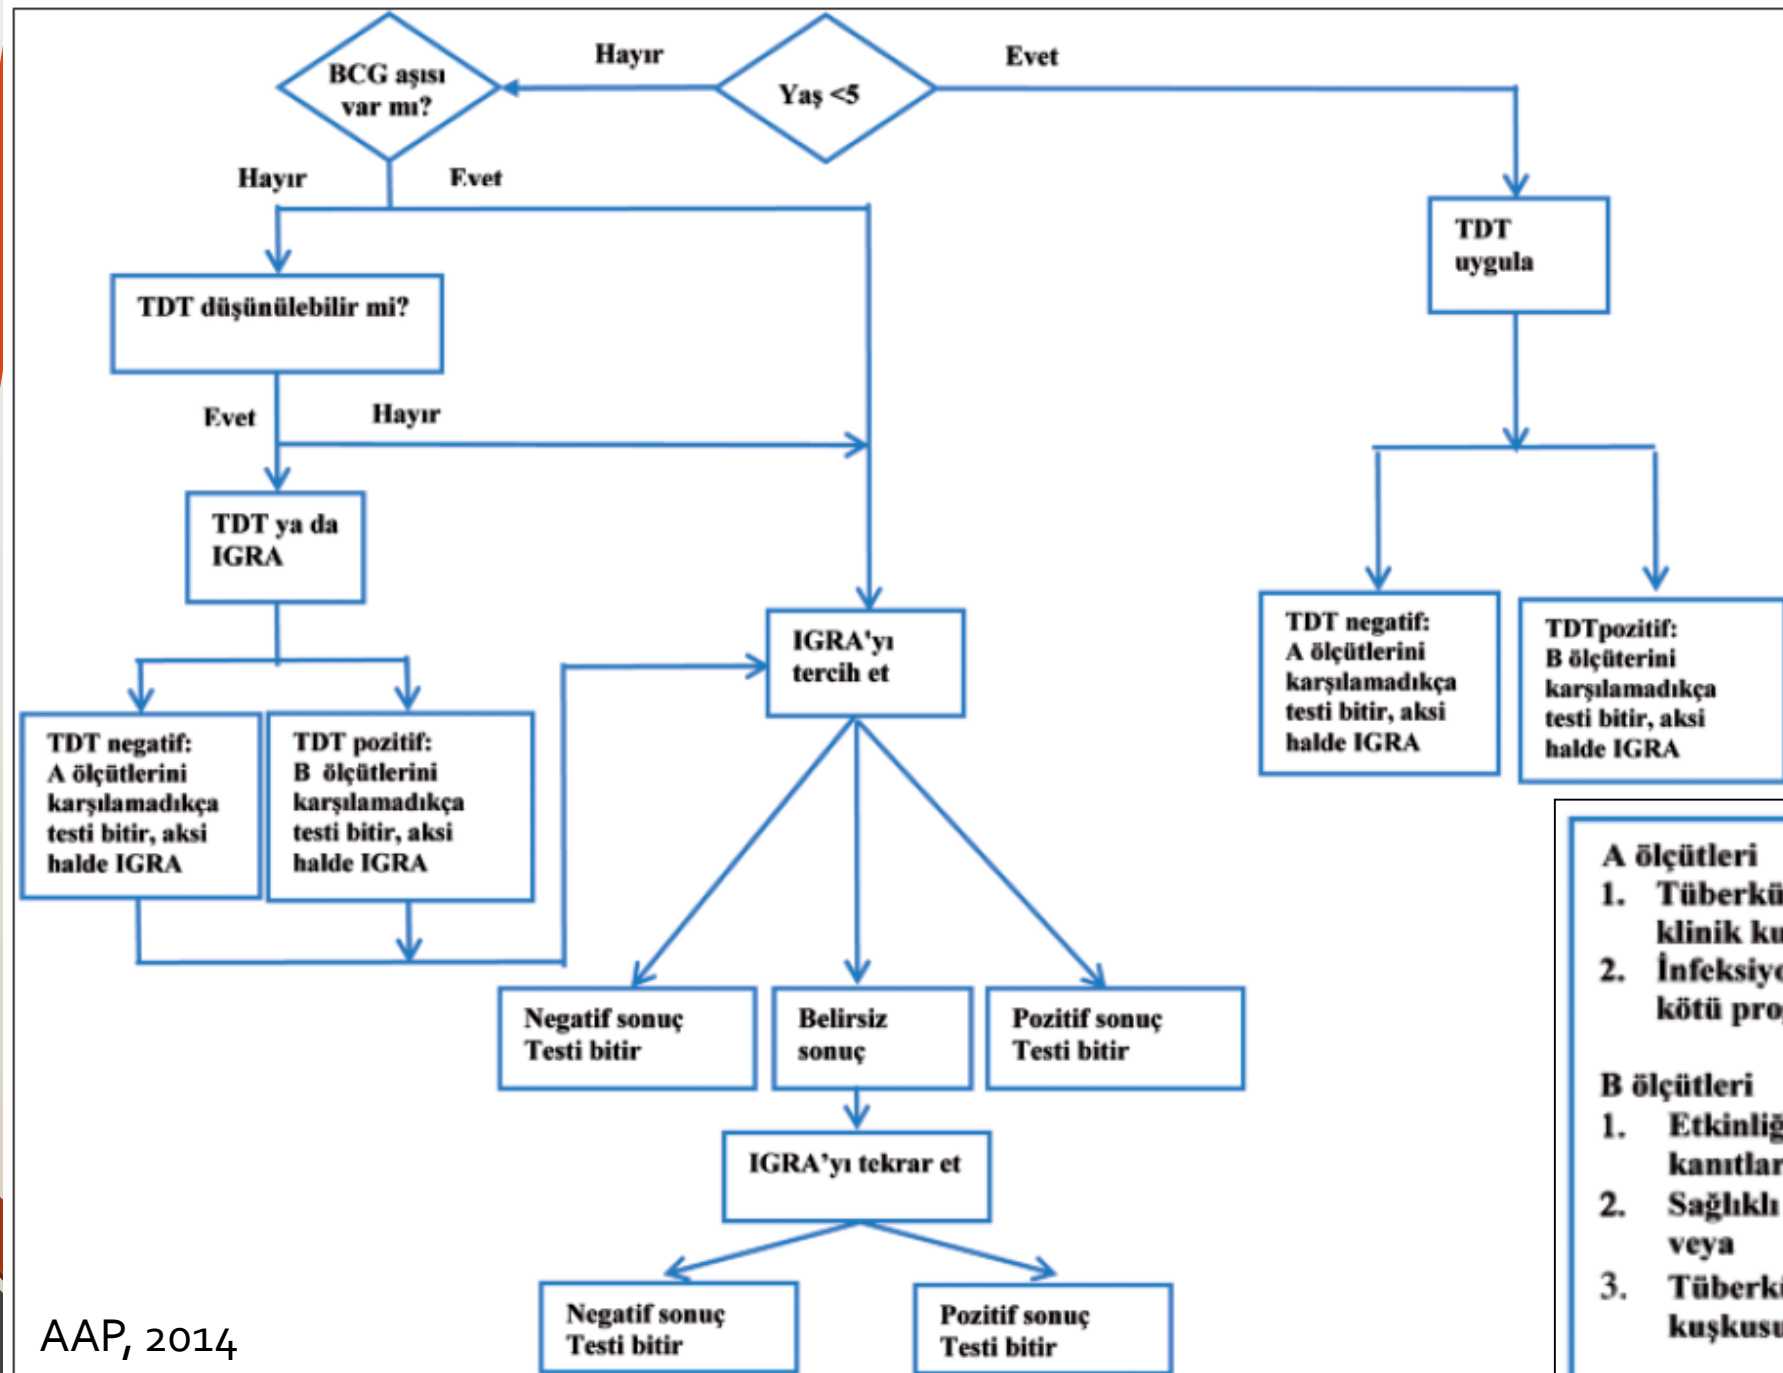 BCG aşısı
var mı?
Hayır
Yaş <5
Evet
Hayır
Evet
TDT
uygula
TDT düşünülebilir mi?
Evet
Hayır
TDT ya da
IGRA
IGRA'yı
tercih et
TDT negatif:
A ölçütlerini
karşılamadıkça
testi bitir, aksi
halde IGRA
TDTpozitif:
B ölçüterini
karşılamadıkça
testi bitir, aksi
halde IGRA
TDT negatif:
A ölçütlerini
karşılamadıkça
testi bitir, aksi
halde IGRA
TDT pozitif:
B ölçütlerini
karşılamadıkça
testi bitir, aksi
halde IGRA
Negatif sonuç
Testi bitir
Belirsiz
sonuç
Pozitif sonuç
Testi bitir
IGRA'yı tekrar et
Negatif sonuç
Testi bitir
Pozitif sonuç
Testi bitir
A ölçütleri
1.
klinik
2.
kötü
B ölçütleri
1.
2. Sağlıklı
veya
3.
AAP, 2014